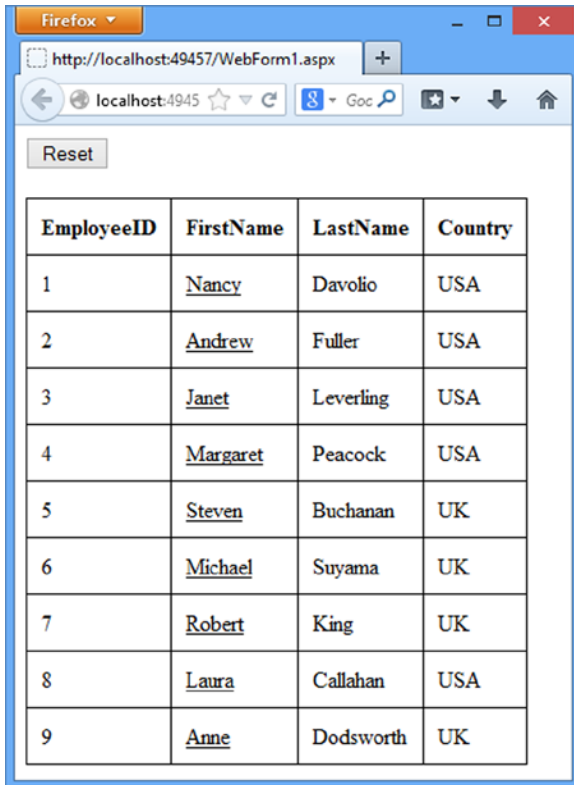 Firefox
http://localhost:49457/WebForm1.aspx
localhost:4945 8 Goc
Reset
EmployeeID FirstName LastName Country
1 Nancy Davolio USA
2 Andrew Fuller USA
3 Janet Leverling USA
4 Margaret Peacock USA
5 Steven Buchanan UK
6 Michael Suyama UK
7 Robert King UK
8 Laura Callahan USA
9 Anne Dodsworth UK